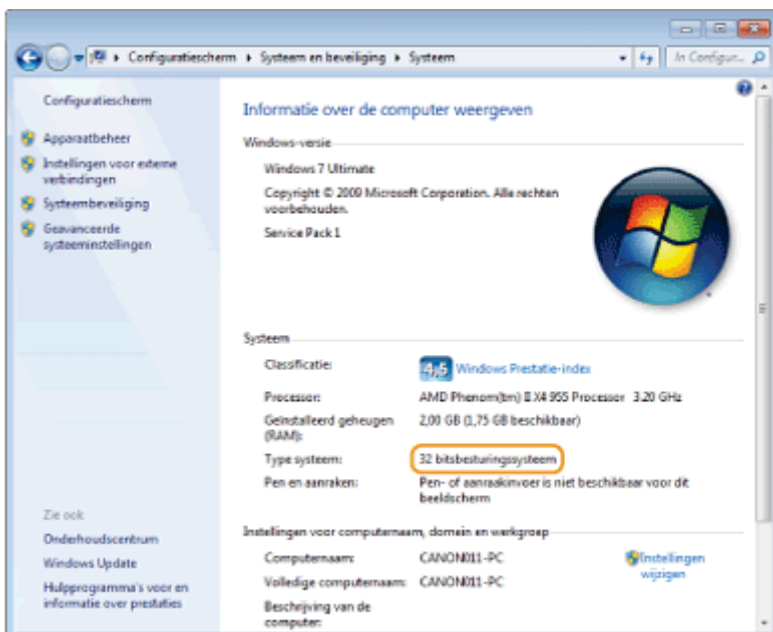 Configuratiescherm ▸ Systeem en beveiliging ▸ Systeem
In Configur...
Configuratiescherm
Apparaatbeheer
Instellingen voor externe
verbindingen
Systeembeveiliging
Geavanceerde
systeeminstellingen
Zie ook
Onderhoudscentrum
Windows Update
Hulpprogramma's voor en
informatie over prestaties
Informatie over de computer weergeven
Windows-versie
Windows 7 Ultimate
Copyright © 2009 Microsoft Corporation. Alle rechten
voorbehouden.
Service Pack 1
Systeem
Classificatie:
4,5 Windows Prestatie-index
Processor: AMD Phenom(tm) II X4 955 Processor 3.20 GHz
Geïnstalleerd geheugen
(RAM):
2,00 GB (1,75 GB beschikbaar)
Type systeem: 32 bitsbesturingssysteem
Pen en aanraken: Pen- of aanraakinvoer is niet beschikbaar voor dit
beeldscherm
Instellingen voor computernaam, domein en werkgroep
Computernaam: CANON011-PC
Volledige computernaam: CANON011-PC
Beschrijving van de
computer:
Instellingen
wijzigen